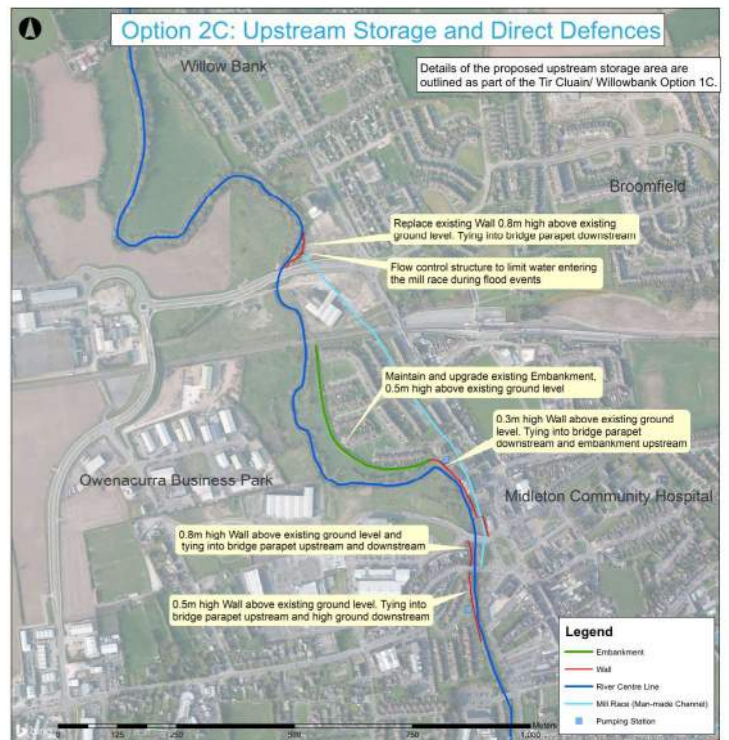 Option 2C: Upstream Storage and Direct Defences
Willow Bank
Details of the proposed upstream storage area are
outlined as part of the Tir Cluain/ Willowbank Option 1C.
Broomfield
Replace existing Wall 0.8m high above existing
ground level. Tying into bridge parapet downstream
Flow control structure to limit water entering
the mill race during flood events
Maintain and upgrade existing Embankment,
0.5m high above existing ground level
0.3m high Wall above existing ground
level. Tying into bridge parapet
downstream and embankment upstream
Owenacurra Business Park
Midleton Community Hospital
0.8m high Wall above existing ground level and
tying into bridge parapet upstream and downstream
0.5m high Wall above existing ground level. Tying into
bridge parapet upstream and high ground downstream
Legend
Embankment
Wall
River Centre Line
Mill Race (Man-made Channel)
Pumping Station
bing
Meters
0 125 250 500 750 1,000